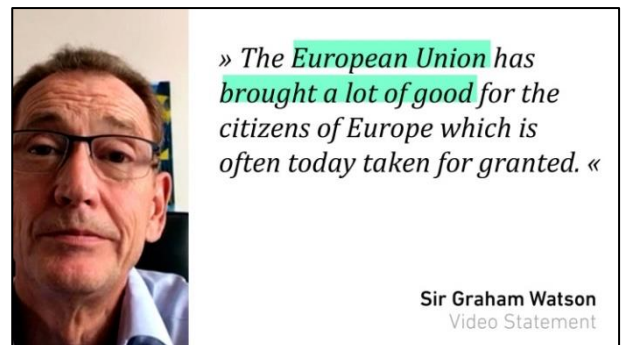 » The European Union has
brought a lot of good for the
citizens of Europe which is
often today taken for granted. «
Sir Graham Watson
Video Statement